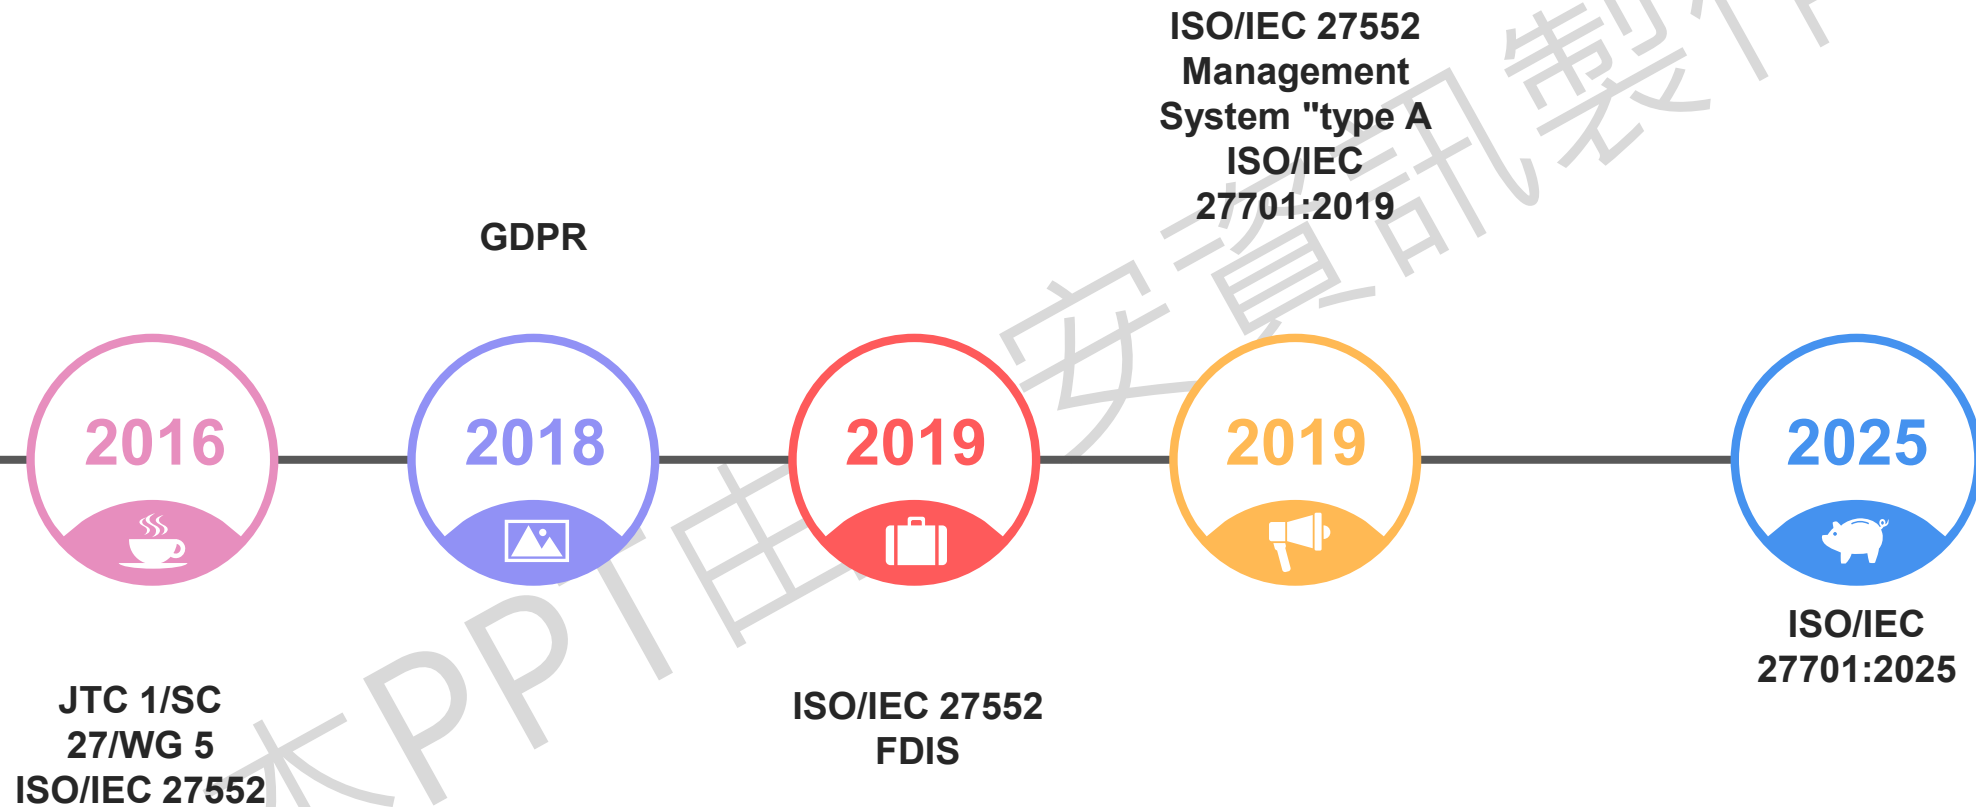 ISO/IEC 27552
Management
System "type A
ISO/IEC
27701:2019
GDPR
2016
2018
2019
2019
2025
JTC 1/SC
27/WG 5
ISO/IEC 27552
ISO/IEC 27552
FDIS
ISO/IEC
27701:2025
本PPT由 安資訊製作